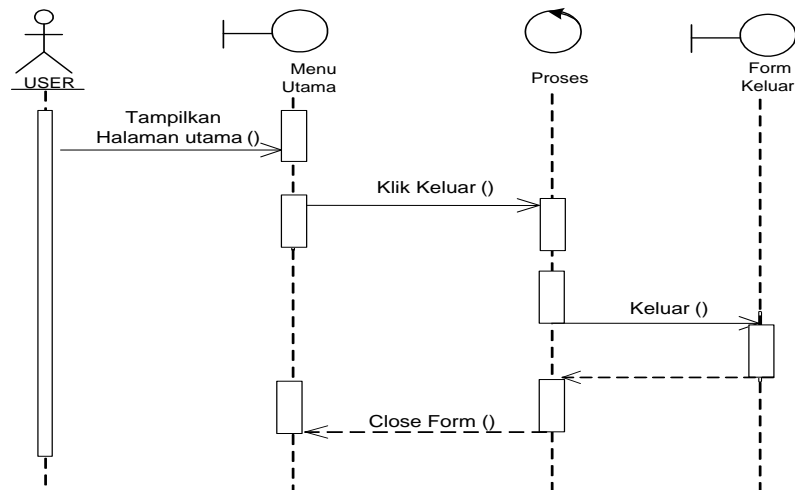 USER
Menu
Utama
Proses
Form
Keluar
Tampilkan
Halaman utama ()
Klik Keluar ()
Keluar ()
Close Form ()